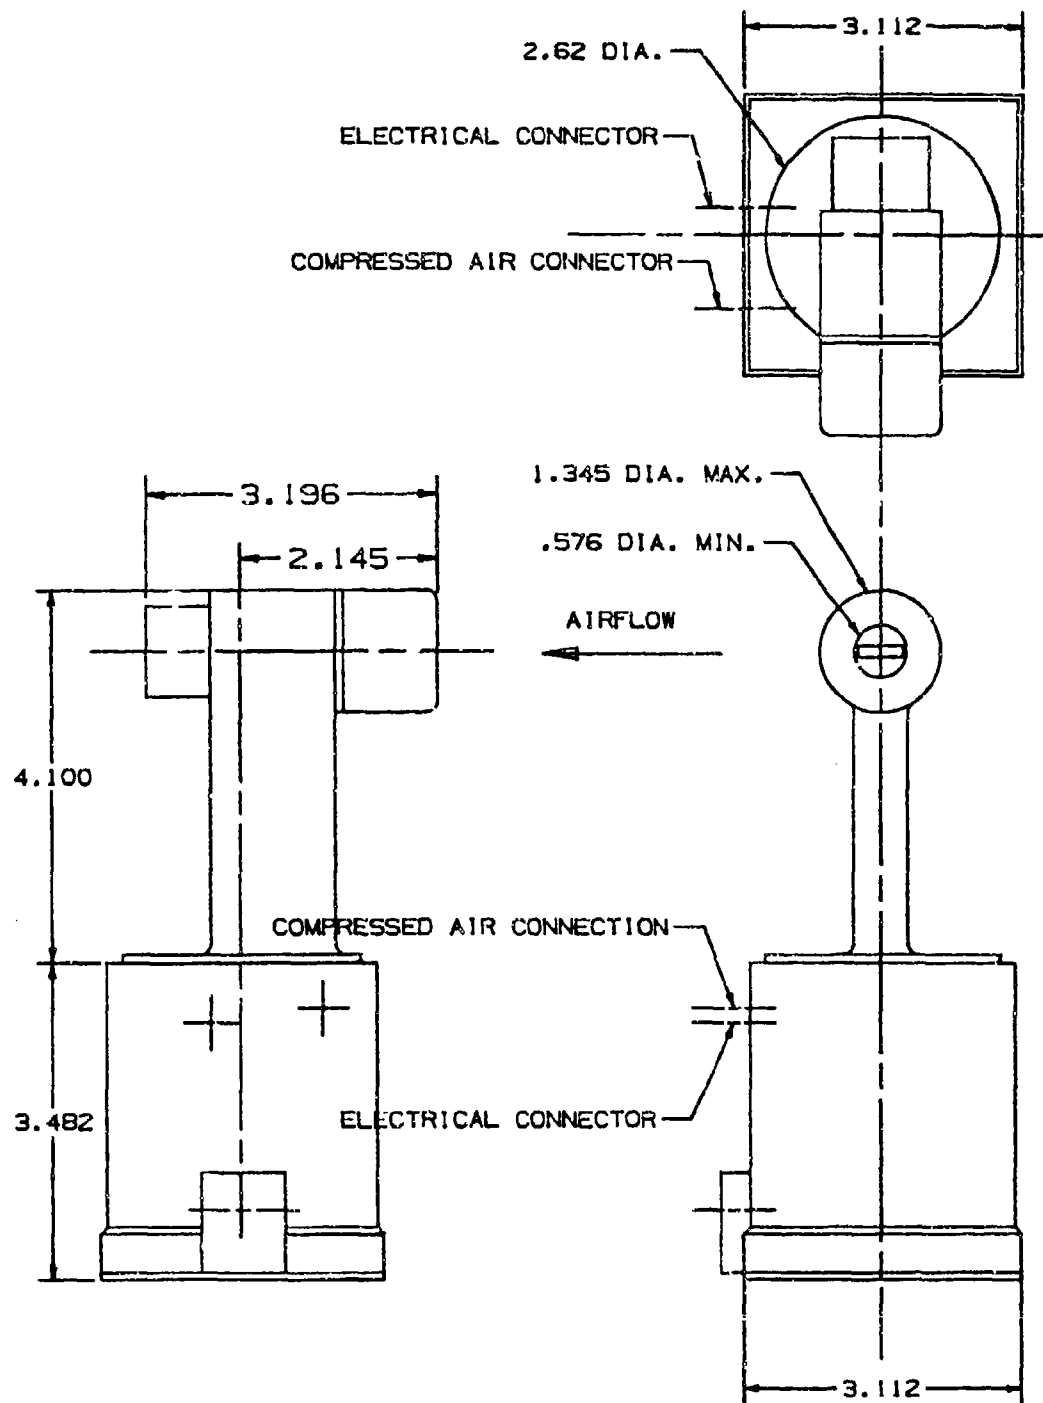 3.112
2.62 DIA.
ELECTRICAL CONNECTOR
COMPRESSED AIR CONNECTOR
1.345 DIA. MAX.
3.196
.576 DIA. MIN.
2.145
AIRFLOW
4.100
COMPRESSED AIR CONNECTION
3.482
ELECTRICAL CONNECTOR
3.112